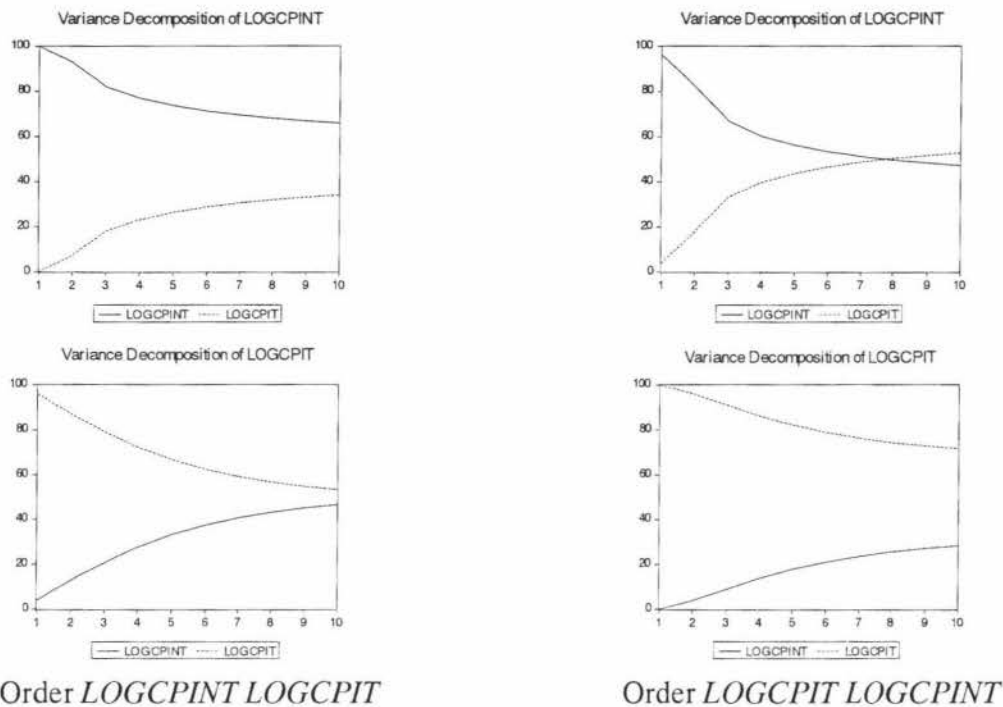 Variance Decomposition of LOGCPINT
100
80
60
40
20
0
1 2 3 4 5 6 7 8 9 10
LOGCPINT LOGCPIT
Variance Decomposition of LOGCPIT
100
80
60
40
20
0
1 2 3 4 5 6 7 8 9 10
LOGCPINT LOGCPIT
Order LOGCPINT LOGCPIT
Variance Decomposition of LOGCPINT
100
80
60
40
20
0
1 2 3 4 5 6 7 8 9 10
LOGCPINT LOGCPIT
Variance Decomposition of LOGCPIT
100
80
60
40
20
0
1 2 3 4 5 6 7 8 9 10
LOGCPINT LOGCPIT
Order LOGCPIT LOGCPINT